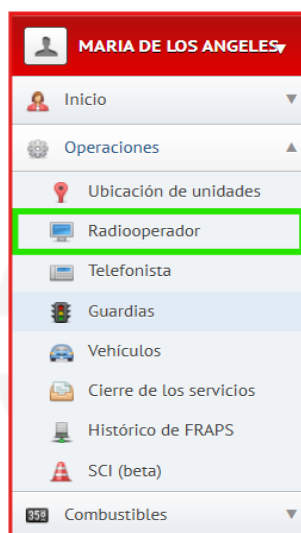 MARIA DE LOS ANGELES
Inicio
Operaciones
Ubicación de unidades
Radiooperador
Telefonista
Guardias
Vehículos
Cierre de los servicios
Histórico de FRAPS
SCI (beta)
Combustibles